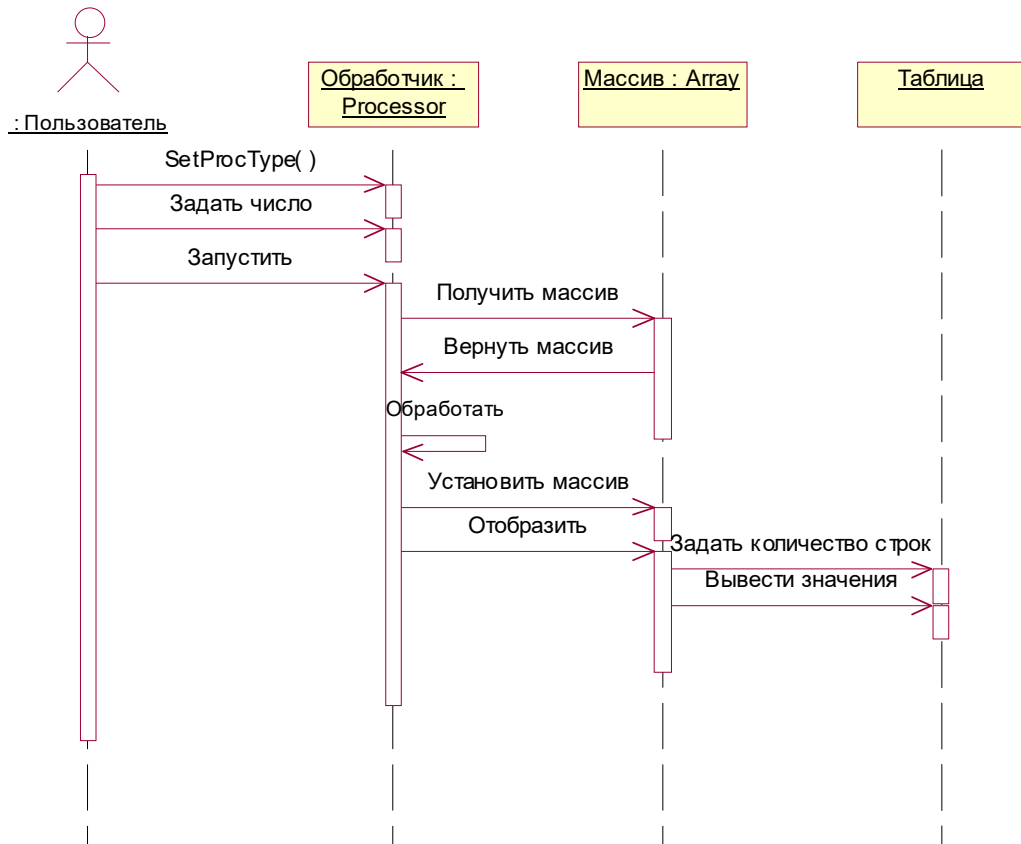 Обработчик :
Processor
Массив : Array
Таблица
: Пользователь
SetProcType( )
Задать число
Запустить
Получить массив
Вернуть массив
Обработать
Установить массив
Отобразить
Задать количество строк
Вывести значения